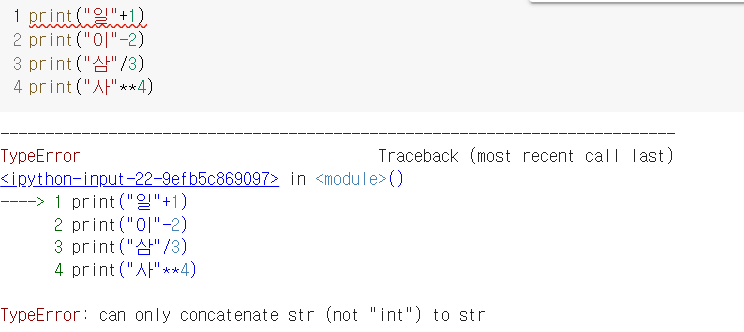 1 print("일"+1)
2 print("이"-2)
3 print("삼"/3)
4 print("사"**4)
---------------------------------------------------------------------------
TypeError                                 Traceback (most recent call last)
<ipython-input-22-9efb5c869097> in <module>()
----> 1 print("일"+1)
      2 print("이"-2)
      3 print("삼"/3)
      4 print("사"**4)
TypeError: can only concatenate str (not "int") to str